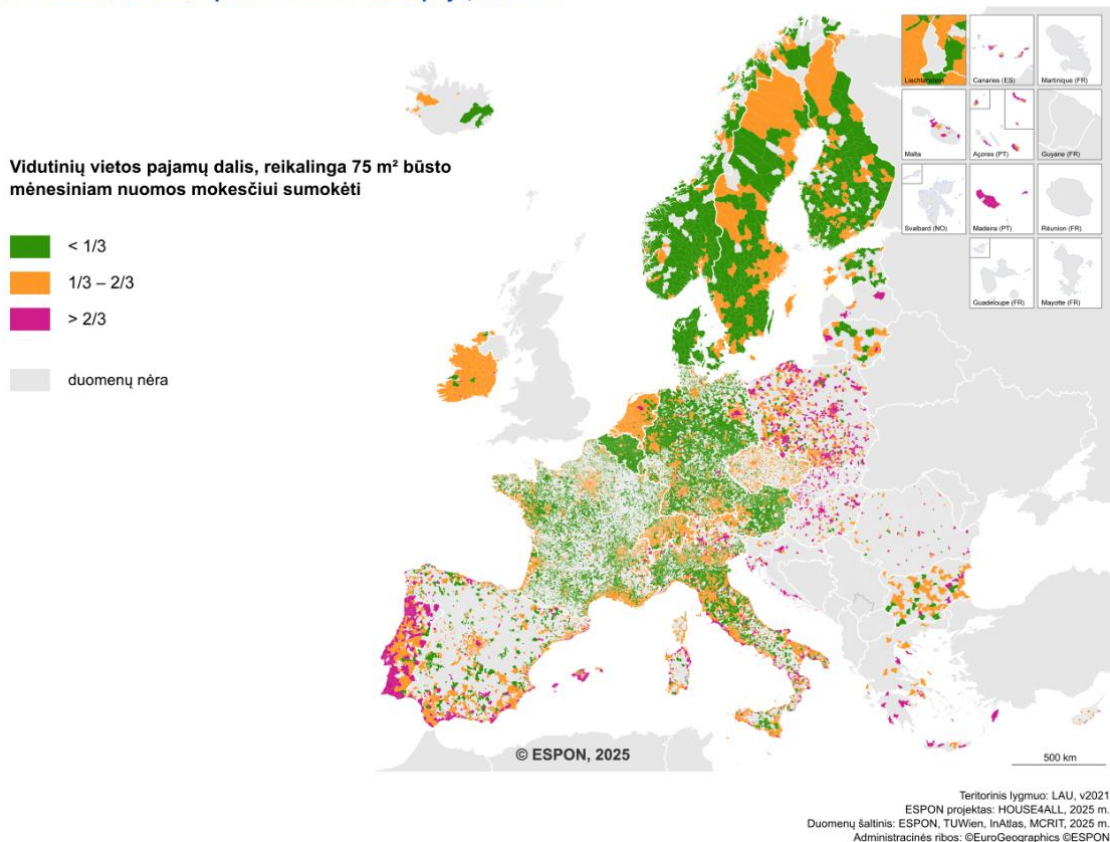 Vidutinių vietos pajamų dalis, reikalinga 75 m² būsto
mėnesiniam nuomos mokesčiui sumokėti
< 1/3
1/3 – 2/3
> 2/3
duomenų nėra
Liechtenstein
Canarias (ES)
Martinique (FR)
Malta
Açores (PT)
Guyane (FR)
Svalbard (NO)
Madeira (PT)
Réunion (FR)
Guadeloupe (FR)
Mayotte (FR)
© ESPON, 2025
500 km
Teritorinis lygmuo: LAU, v2021
ESPON projektas: HOUSE4ALL, 2025 m.
Duomenų šaltinis: ESPON, TUWien, InAtlas, MCRIT, 2025 m.
Administracinės ribos: ©EuroGeographics ©ESPON